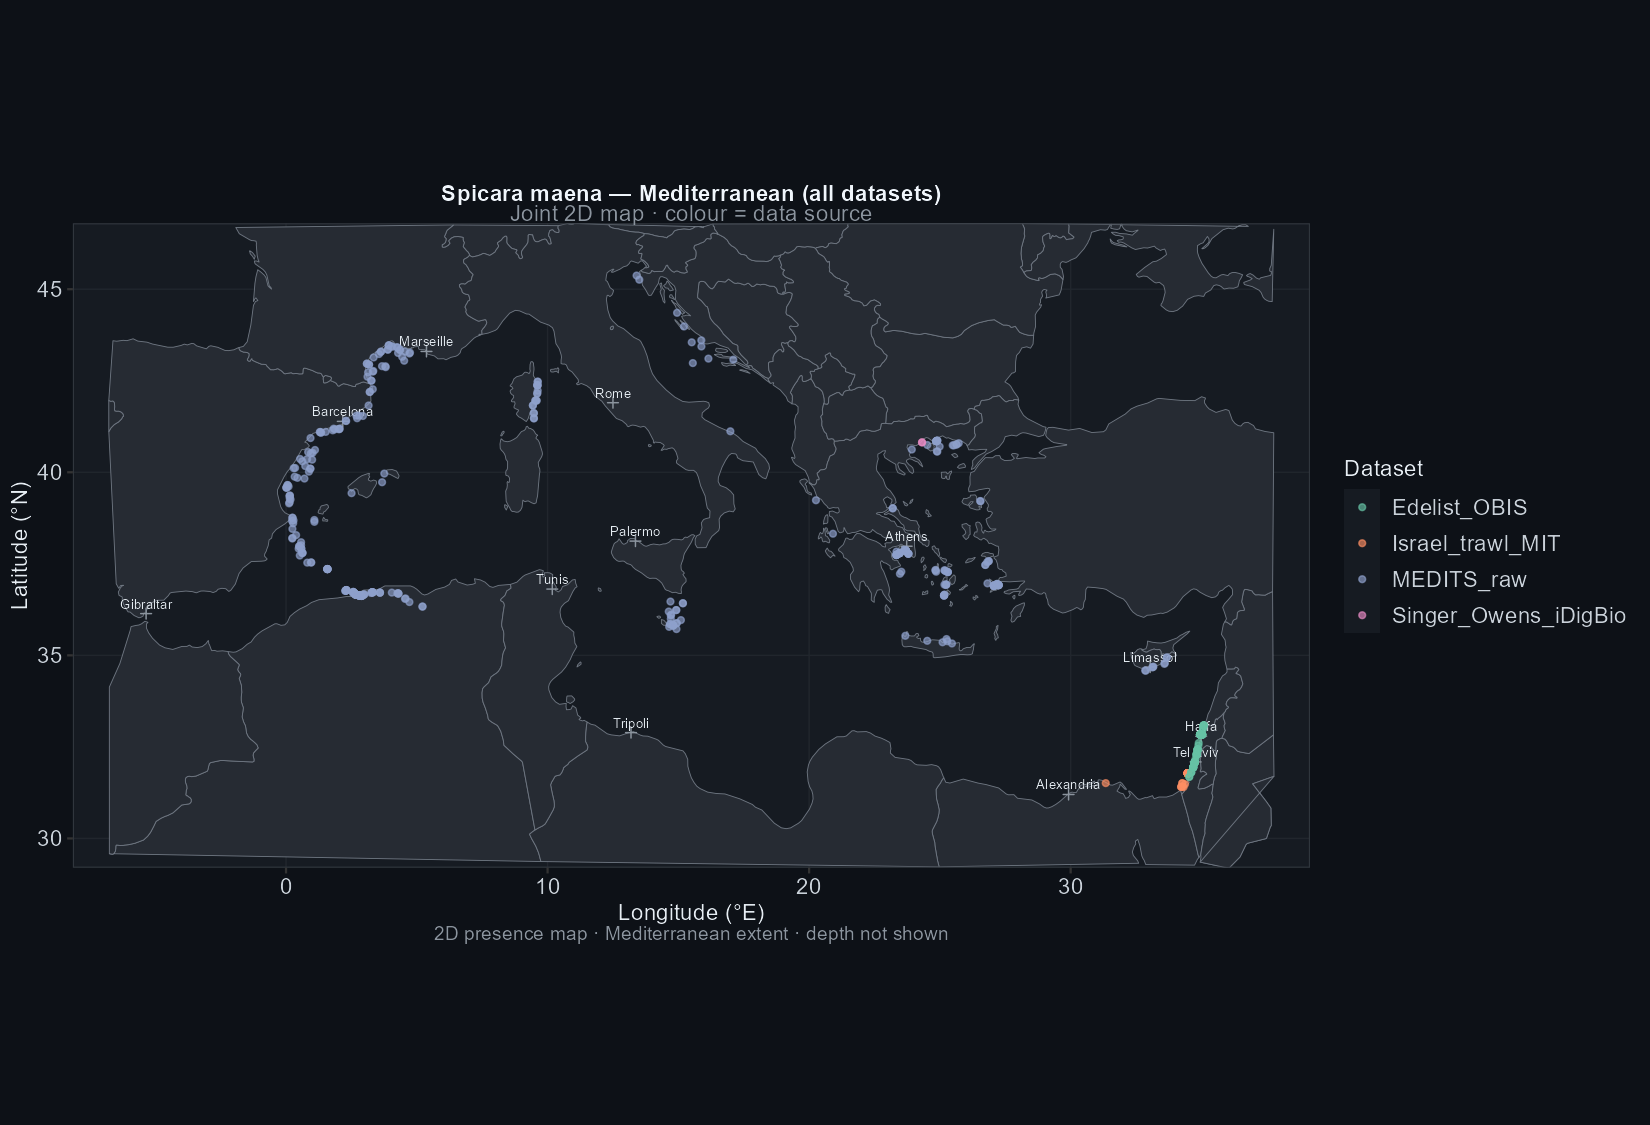 Spicara maena — Mediterranean (all datasets)
Joint 2D map · colour = data source
45
40
35
30
Latitude (°N)
Marseille
Barcelona
Rome
Palermo
Athens
Tunis
Gibraltar
Limassol
Tripoli
Haifa
Tel Aviv
Alexandria
0
10
20
30
Longitude (°E)
2D presence map · Mediterranean extent · depth not shown
Dataset
Edelist_OBIS
Israel_trawl_MIT
MEDITS_raw
Singer_Owens_iDigBio